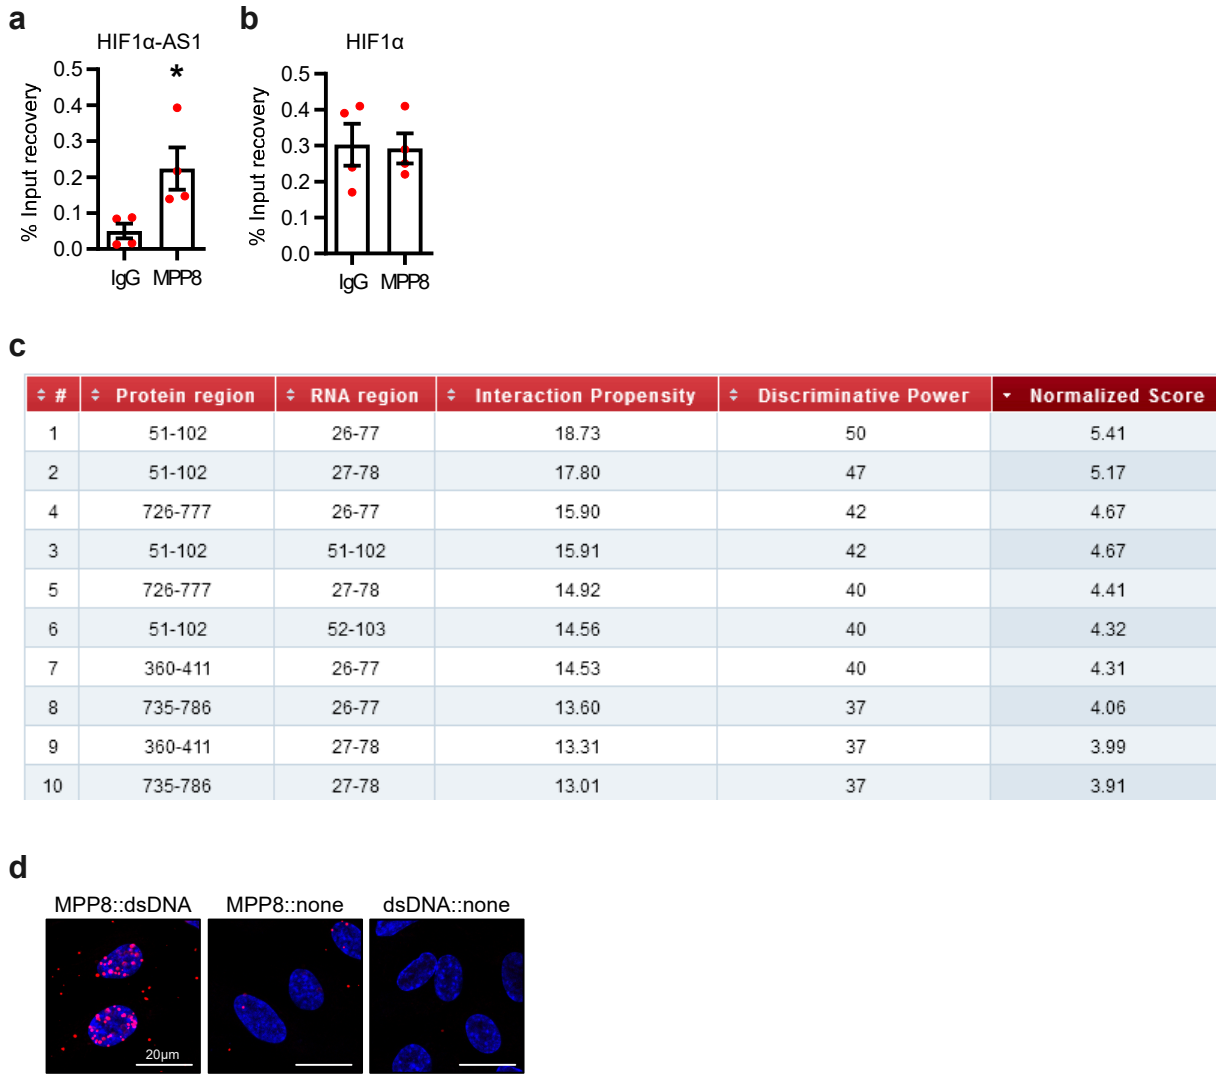 a
HIF1α-AS1
% Input recovery
0.5
0.4
0.3
0.2
0.1
0.0
*
IgG MPP8
b
HIF1α
% Input recovery
0.5
0.4
0.3
0.2
0.1
0.0
IgG MPP8
c
# Protein region RNA region Interaction Propensity Discriminative Power Normalized Score
1 51-102 26-77 18.73 50 5.41
2 51-102 27-78 17.80 47 5.17
4 726-777 26-77 15.90 42 4.67
3 51-102 51-102 15.91 42 4.67
5 726-777 27-78 14.92 40 4.41
6 51-102 52-103 14.56 40 4.32
7 360-411 26-77 14.53 40 4.31
8 735-786 26-77 13.60 37 4.06
9 360-411 27-78 13.31 37 3.99
10 735-786 27-78 13.01 37 3.91
d
MPP8::dsDNA MPP8::none dsDNA::none
20μm